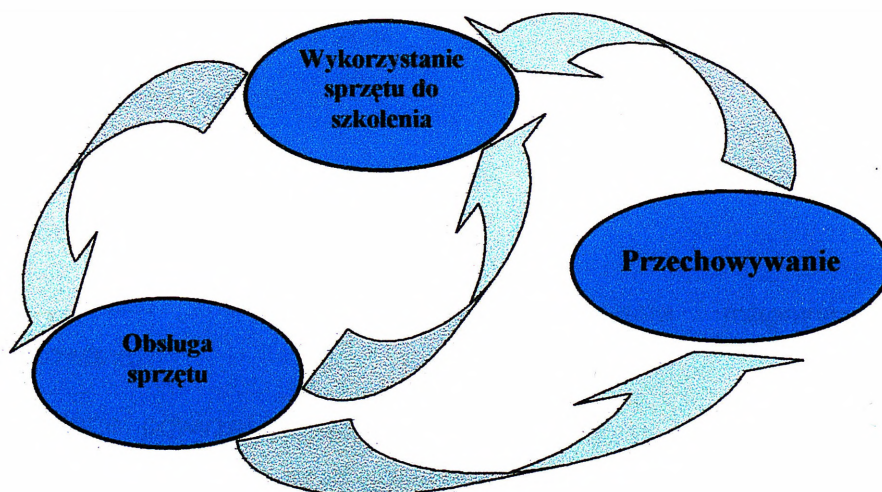 Wykorzystanie
sprzętu do
szkolenia
Przechowywanie
Obsługa
sprzętu